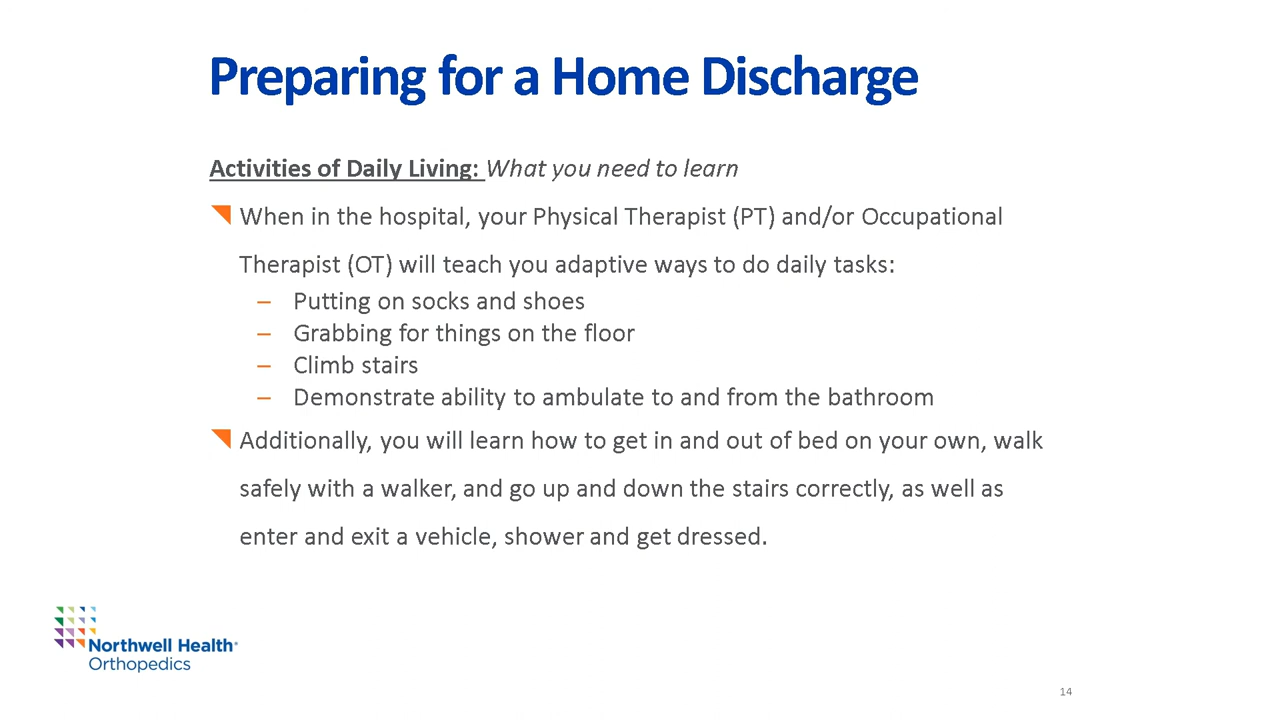 Preparing for a Home Discharge
Activities of Daily Living: What you need to learn
When in the hospital, your Physical Therapist (PT) and/or Occupational
Therapist (OT) will teach you adaptive ways to do daily tasks:
– Putting on socks and shoes
– Grabbing for things on the floor
– Climb stairs
– Demonstrate ability to ambulate to and from the bathroom
Additionally, you will learn how to get in and out of bed on your own, walk
safely with a walker, and go up and down the stairs correctly, as well as
enter and exit a vehicle, shower and get dressed.
Northwell Health®
Orthopedics
14